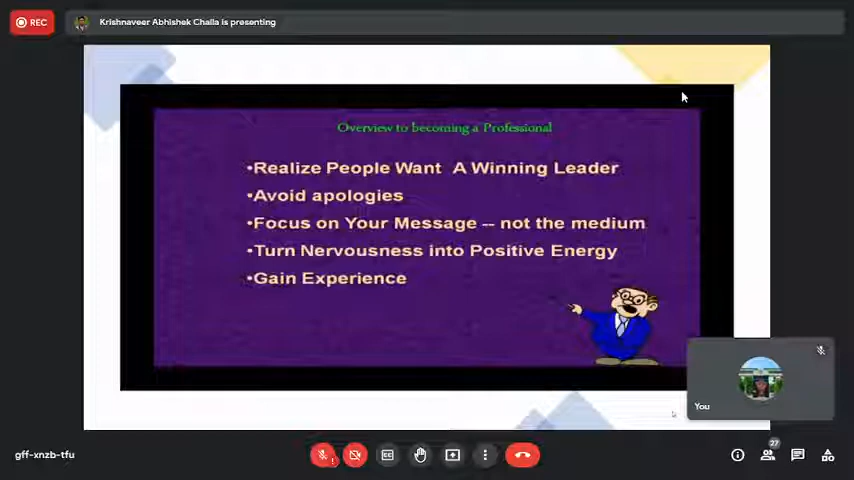 REC
Krishnaveer Abhishek Challa is presenting
Overview to becoming a Professional
•Realize People Want A Winning Leader
•Avoid apologies
•Focus on Your Message -- not the medium
•Turn Nervousness into Positive Energy
•Gain Experience
You
gff-xnzb-tfu
CC
27